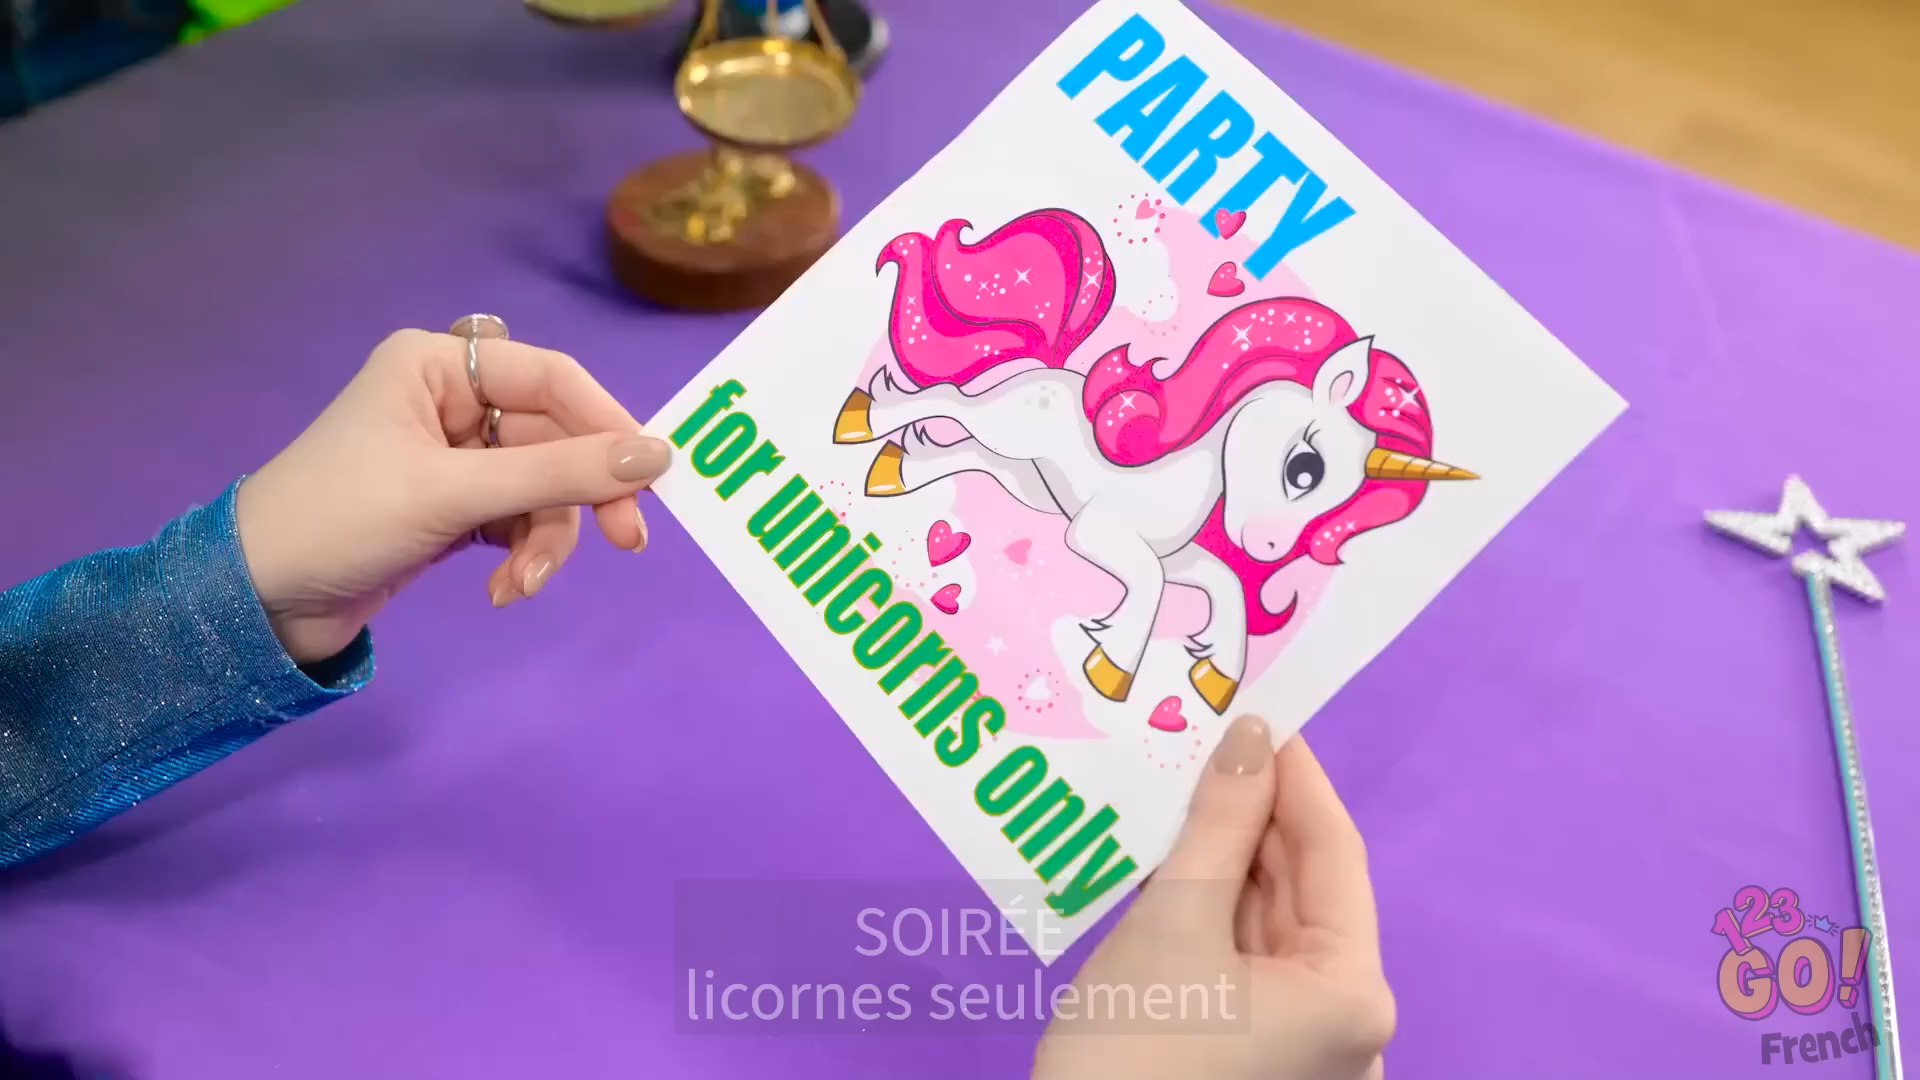 PARTY
for unicorns only
SOIRÉE
licornes seulement
123
GO!
French